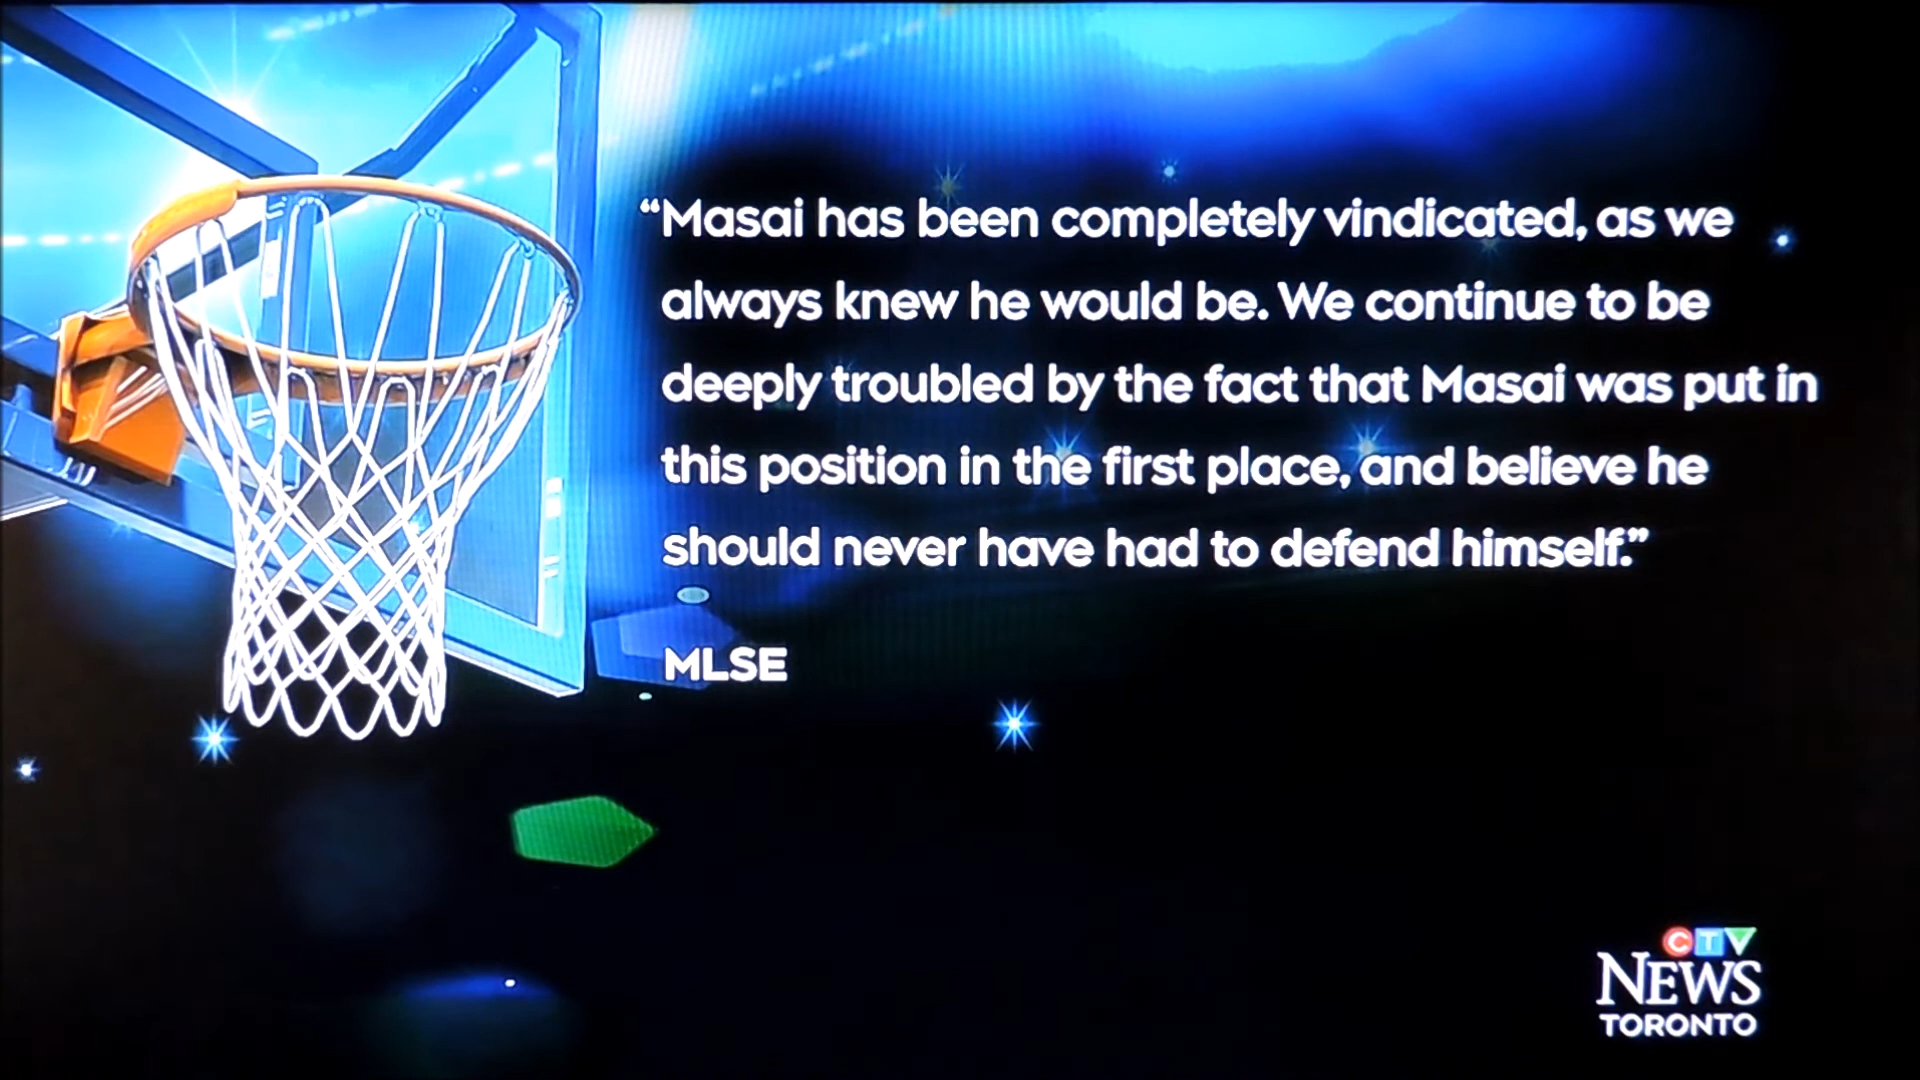 “Masai has been completely vindicated, as we
always knew he would be. We continue to be
deeply troubled by the fact that Masai was put in
this position in the first place, and believe he
should never have had to defend himself.”
MLSE
CTV
NEWS
TORONTO